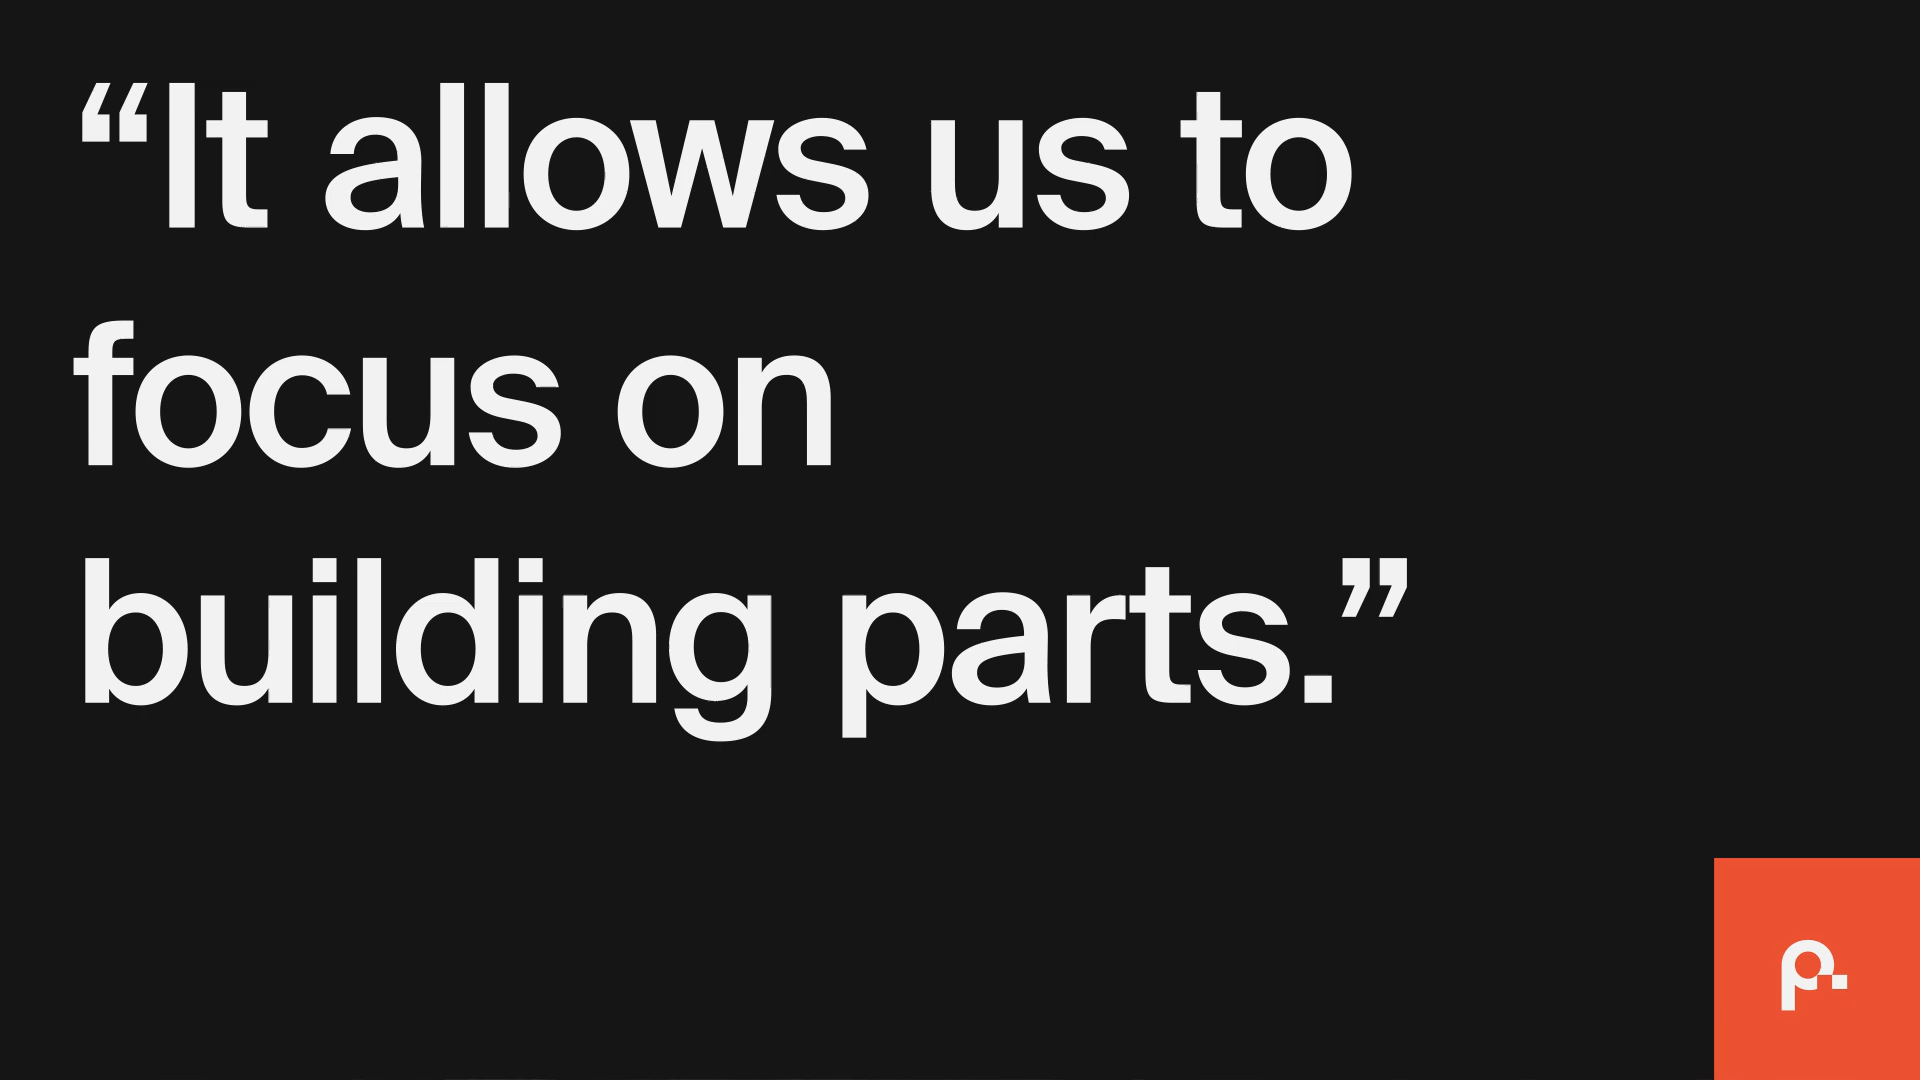 “It allows us to
focus on
building parts.”
p.